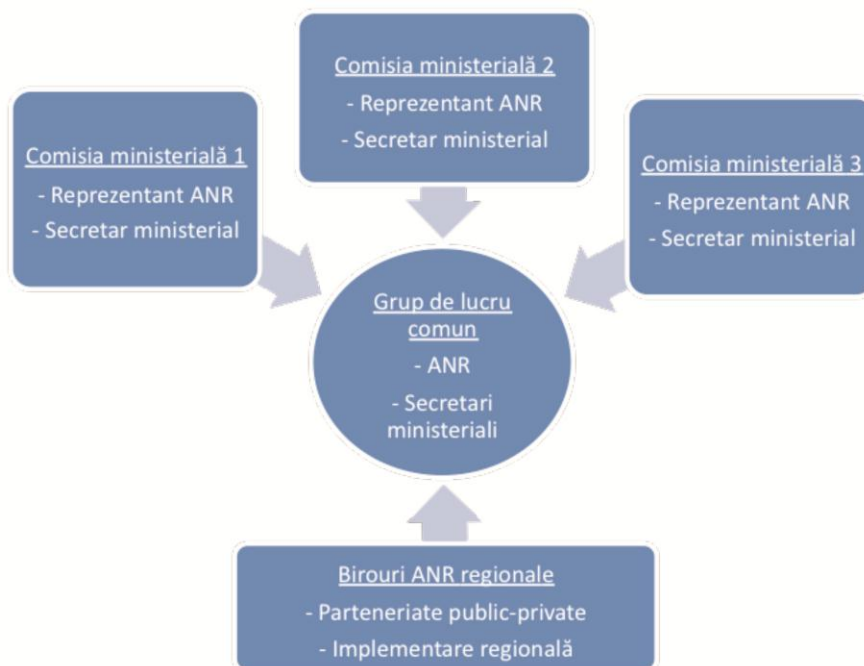 Comisia ministerială 1
- Reprezentant ANR
- Secretar ministerial
Comisia ministerială 2
- Reprezentant ANR
- Secretar ministerial
Comisia ministerială 3
- Reprezentant ANR
- Secretar ministerial
Grup de lucru
comun
- ANR
- Secretari
ministeriali
Birouri ANR regionale
- Parteneriate public-private
- Implementare regională